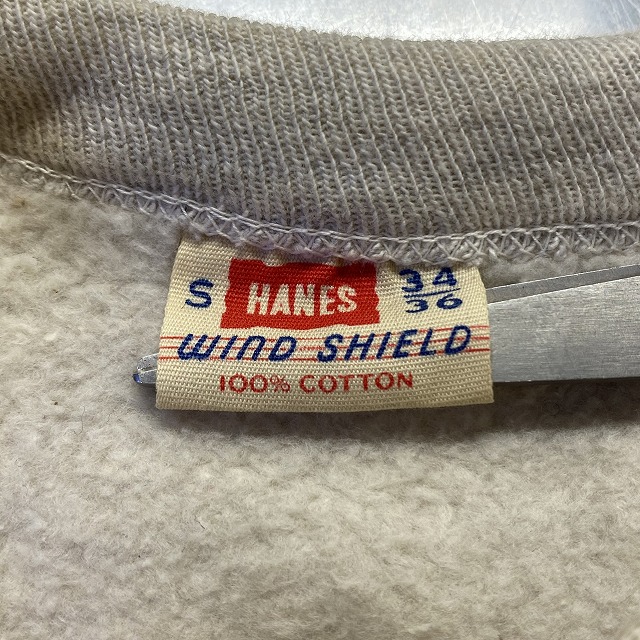 S HANES 34
36
WIND SHIELD
100% COTTON